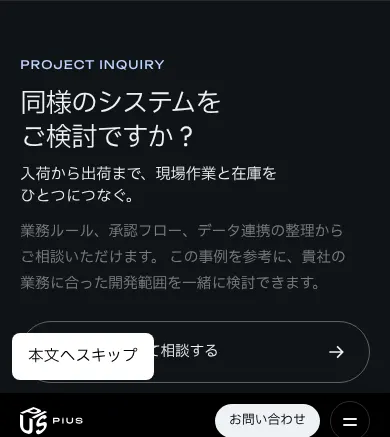 PROJECT INQUIRY
同様のシステムを
ご検討ですか？
入荷から出荷まで、現場作業と在庫を
ひとつにつなぐ。
業務ルール、承認フロー、データ連携の整理から
ご相談いただけます。 この事例を参考に、貴社の
業務に合った開発範囲を一緒に検討できます。
本文へスキップ
て相談する
US PIUS
お問い合わせ